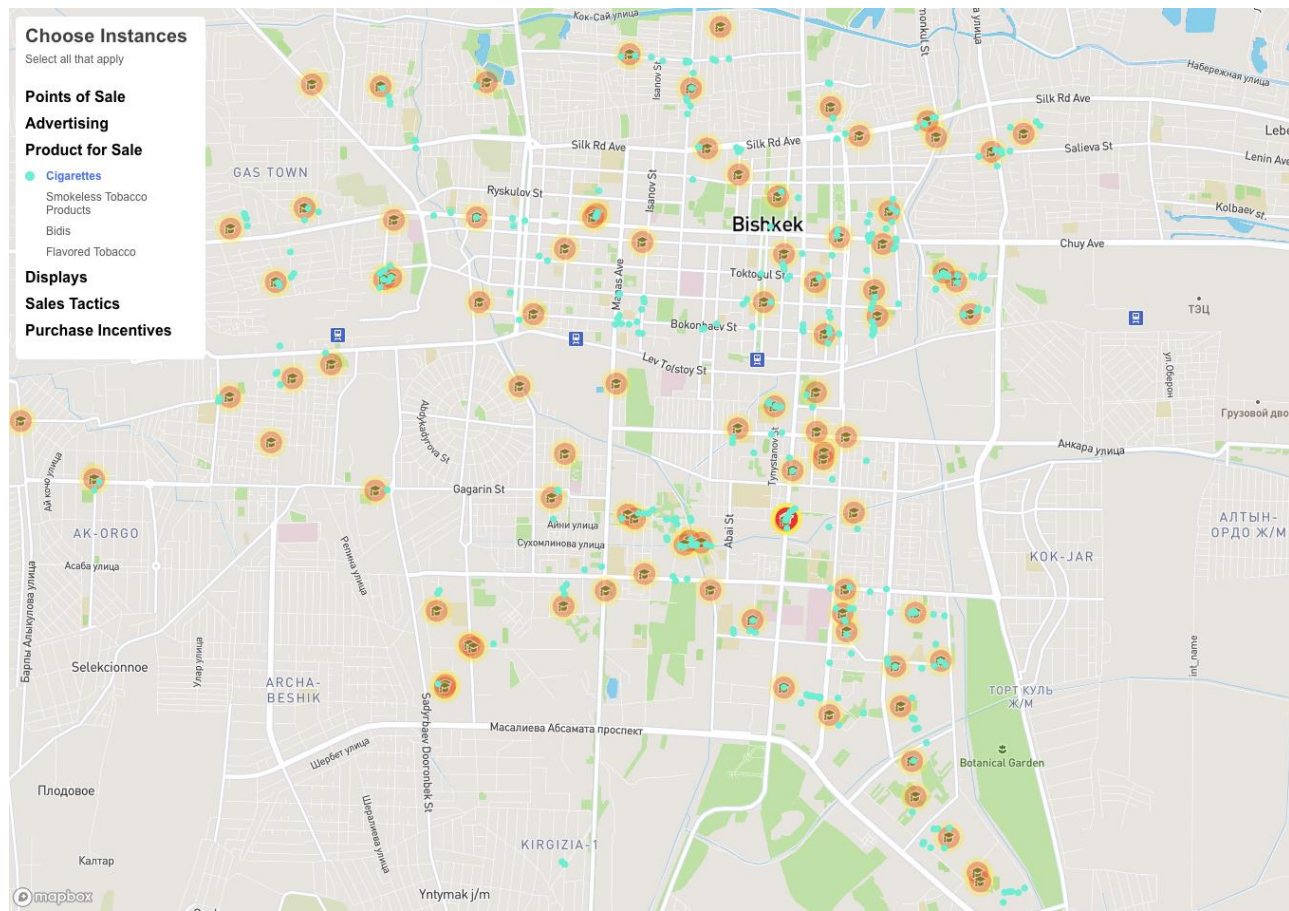 Choose Instances
Select all that apply
Points of Sale
Advertising
Product for Sale
Cigarettes
Smokeless Tobacco
Products
Bidis
Flavored Tobacco
Displays
Sales Tactics
Purchase Incentives
Кок-Сай улица
Набережная улица
Isanov St
Silk Rd Ave
Silk Rd Ave
Silk Rd Ave
Salieva St
Lenin Ave
GAS TOWN
Ryskulov St
Isanov St
Bishkek
Kolbaev st.
Chuy Ave
Toktogul St
Manas Ave
Bokonbaev St
ТЭЦ
Lev Tolstoy St
ул.Оберон
Грузовой дво
Abdykadyrova St
Tynystanov St
Анкара улица
Ай кочо улица
Gagarin St
AK-ORGO
Айни улица
Сухомлинова улица
Abai St
АЛТЫН-
ОРДО Ж/М
KOK-JAR
Асаба улица
Репина улица
Барпы Алыкулова улица
Улар улица
Selekcionnoe
int_name
ARCHA-
BESHIK
ТОРТ КУЛЬ
Ж/М
Sadyrbaev Dooronbek St
Масалиева Абсамата проспект
Шербет улица
Botanical Garden
Плодовое
Шералиева улица
KIRGIZIA-1
Калтар
Yntymak j/m
mapbox